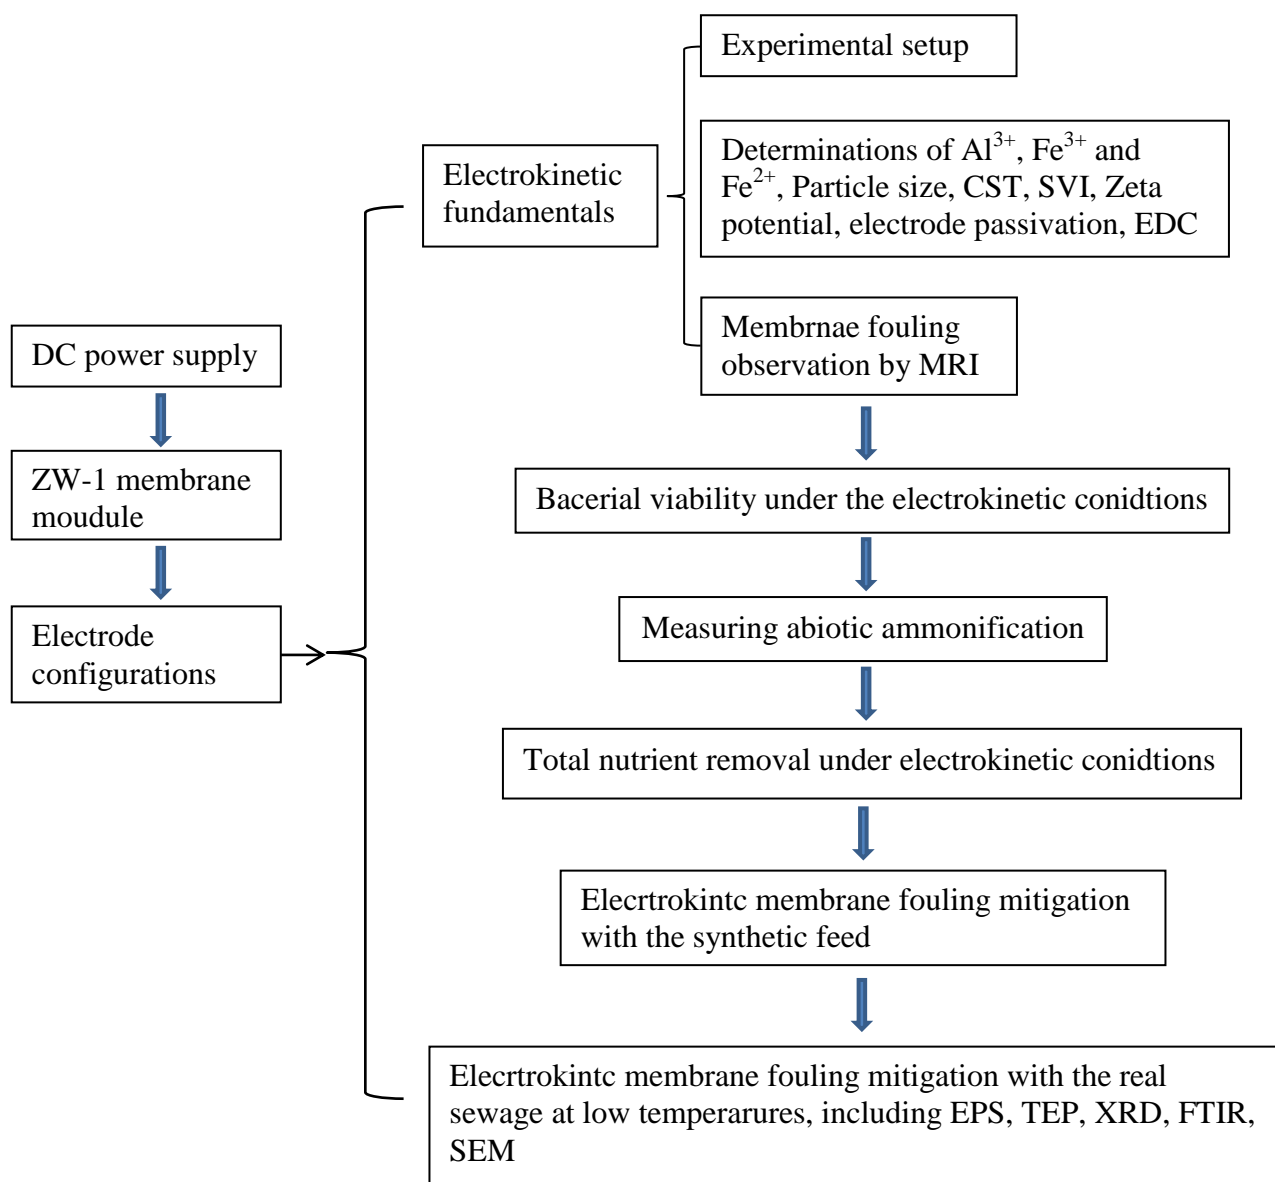 Experimental setup
Electrokinetic
fundamentals
Determinations of Al³⁺, Fe³⁺ and
Fe²⁺, Particle size, CST, SVI, Zeta
potential, electrode passivation, EDC
Membrnae fouling
observation by MRI
DC power supply
ZW-1 membrane
moudule
Electrode
configurations
Bacerial viability under the electrokinetic conidtions
Measuring abiotic ammonification
Total nutrient removal under electrokinetic conidtions
Elecrtrokintc membrane fouling mitigation
with the synthetic feed
Elecrtrokintc membrane fouling mitigation with the real
sewage at low temperarures, including EPS, TEP, XRD, FTIR,
SEM